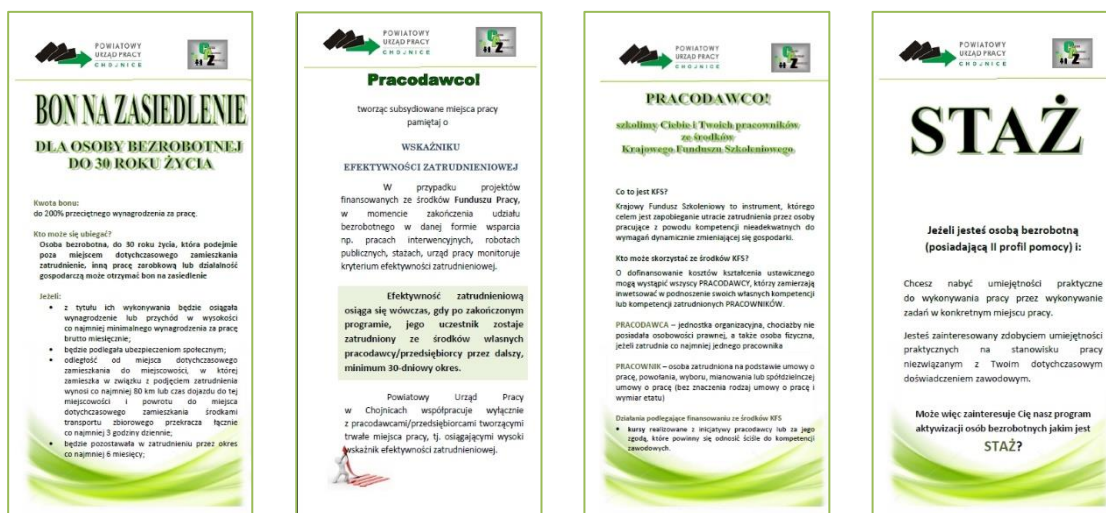 POWIATOWY
URZĄD PRACY
CHOJNICE
BON NA ZASIEDLENIE
DLA OSOBY BEZROBOTNEJ
DO 30 ROKU ŻYCIA
Kwota bonu:
do 200% przeciętnego wynagrodzenia za pracę.
Kto może się ubiegać?
Osoba bezrobotna, do 30 roku życia, która podejmie
poza miejscem dotychczasowego zamieszkania
zatrudnienie, inną pracę zarobkową lub działalność
gospodarczą może otrzymać bon na zasiedlenie
Jeżeli:
• z tytułu ich wykonywania będzie osiągała
wynagrodzenie lub przychód w wysokości
co najmniej minimalnego wynagrodzenia za pracę
brutto miesięcznie;
• będzie podlegała ubezpieczeniom społecznym;
• odległość od miejsca dotychczasowego
zamieszkania do miejscowości, w której
zamieszka w związku z podjęciem zatrudnienia
wynosi co najmniej 80 km lub czas dojazdu do tej
miejscowości i powrotu do miejsca
dotychczasowego zamieszkania środkami
transportu zbiorowego przekracza łącznie
co najmniej 3 godziny dziennie;
• będzie pozostawała w zatrudnieniu przez okres
co najmniej 6 miesięcy;
POWIATOWY
URZĄD PRACY
CHOJNICE
Pracodawco!
tworząc subsydiowane miejsca pracy
pamiętaj o
WSKAŹNIKU
EFEKTYWNOŚCI ZATRUDNIENIOWEJ
W przypadku projektów
finansowanych ze środków Funduszu Pracy,
w momencie zakończenia udziału
bezrobotnego w danej formie wsparcia
np. pracach interwencyjnych, robotach
publicznych, stażach, urząd pracy monitoruje
kryterium efektywności zatrudnieniowej.
Efektywność zatrudnieniową
osiąga się wówczas, gdy po zakończonym
programie, jego uczestnik zostaje
zatrudniony ze środków własnych
pracodawcy/przedsiębiorcy przez dalszy,
minimum 30-dniowy okres.
Powiatowy Urząd Pracy
w Chojnicach współpracuje wyłącznie
z pracodawcami/przedsiębiorcami tworzącymi
trwałe miejsca pracy, tj. osiągającymi wysoki
wskaźnik efektywności zatrudnieniowej.
POWIATOWY
URZĄD PRACY
CHOJNICE
PRACODAWCO!
szkolimy Ciebie i Twoich pracowników
ze środków
Krajowego Funduszu Szkoleniowego
Co to jest KFS?
Krajowy Fundusz Szkoleniowy to instrument, którego
celem jest zapobieganie utracie zatrudnienia przez osoby
pracujące z powodu kompetencji nieadekwatnych do
wymagań dynamicznie zmieniającej się gospodarki.
Kto może skorzystać ze środków KFS?
O dofinansowanie kosztów kształcenia ustawicznego
mogą wystąpić wszyscy PRACODAWCY, którzy zamierzają
inwetsować w podnoszenie swoich własnych kompetencji
lub kompetencji zatrudnionych PRACOWNIKÓW.
PRACODAWCA – jednostka organizacyjna, chociażby nie
posiadała osobowości prawnej, a także osoba fizyczna,
jeżeli zatrudnia co najmniej jednego pracownika
PRACOWNIK – osoba zatrudniona na podstawie umowy o
pracę, powołania, wyboru, mianowania lub spółdzielczej
umowy o pracę (bez znaczenia rodzaj umowy o pracę i
wymiar etatu)
Działania podlegające finansowaniu ze środków KFS
• kursy realizowane z inicjatywy pracodawcy lub za jego
zgodą, które powinny się odnosić ściśle do kompetencji
zawodowych.
POWIATOWY
URZĄD PRACY
CHOJNICE
STAŻ
Jeżeli jesteś osobą bezrobotną
(posiadającą II profil pomocy) i:
Chcesz nabyć umiejętności praktyczne
do wykonywania pracy przez wykonywanie
zadań w konkretnym miejscu pracy.
Jesteś zainteresowany zdobyciem umiejętności
praktycznych na stanowisku pracy
niezwiązanym z Twoim dotychczasowym
doświadczeniem zawodowym.
Może więc zainteresuje Cię nasz program
aktywizacji osób bezrobotnych jakim jest
STAŻ?